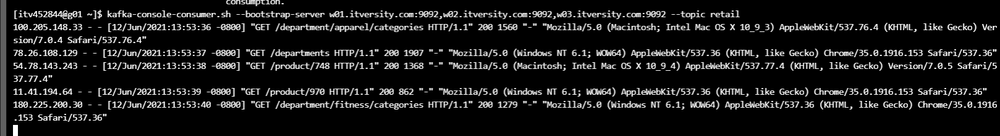 consumption.
[itv452844@g01 ~]$ kafka-console-consumer.sh --bootstrap-server w01.itversity.com:9092,w02.itversity.com:9092,w03.itversity.com:9092 --topic retail
100.205.148.33 - - [12/Jun/2021:13:53:36 -0800] "GET /department/apparel/categories HTTP/1.1" 200 1560 "-" "Mozilla/5.0 (Macintosh; Intel Mac OS X 10_9_3) AppleWebKit/537.76.4 (KHTML, like Gecko) Ver
sion/7.0.4 Safari/537.76.4"
78.26.108.129 - - [12/Jun/2021:13:53:37 -0800] "GET /departments HTTP/1.1" 200 1907 "-" "Mozilla/5.0 (Windows NT 6.1; WOW64) AppleWebKit/537.36 (KHTML, like Gecko) Chrome/35.0.1916.153 Safari/537.36"
54.78.143.243 - - [12/Jun/2021:13:53:38 -0800] "GET /product/748 HTTP/1.1" 200 1368 "-" "Mozilla/5.0 (Macintosh; Intel Mac OS X 10_9_4) AppleWebKit/537.77.4 (KHTML, like Gecko) Version/7.0.5 Safari/5
37.77.4"
11.41.194.64 - - [12/Jun/2021:13:53:39 -0800] "GET /product/970 HTTP/1.1" 200 862 "-" "Mozilla/5.0 (Windows NT 6.1; WOW64) AppleWebKit/537.36 (KHTML, like Gecko) Chrome/35.0.1916.153 Safari/537.36"
180.225.200.30 - - [12/Jun/2021:13:53:40 -0800] "GET /department/fitness/categories HTTP/1.1" 200 1279 "-" "Mozilla/5.0 (Windows NT 6.1; WOW64) AppleWebKit/537.36 (KHTML, like Gecko) Chrome/35.0.1916
.153 Safari/537.36"